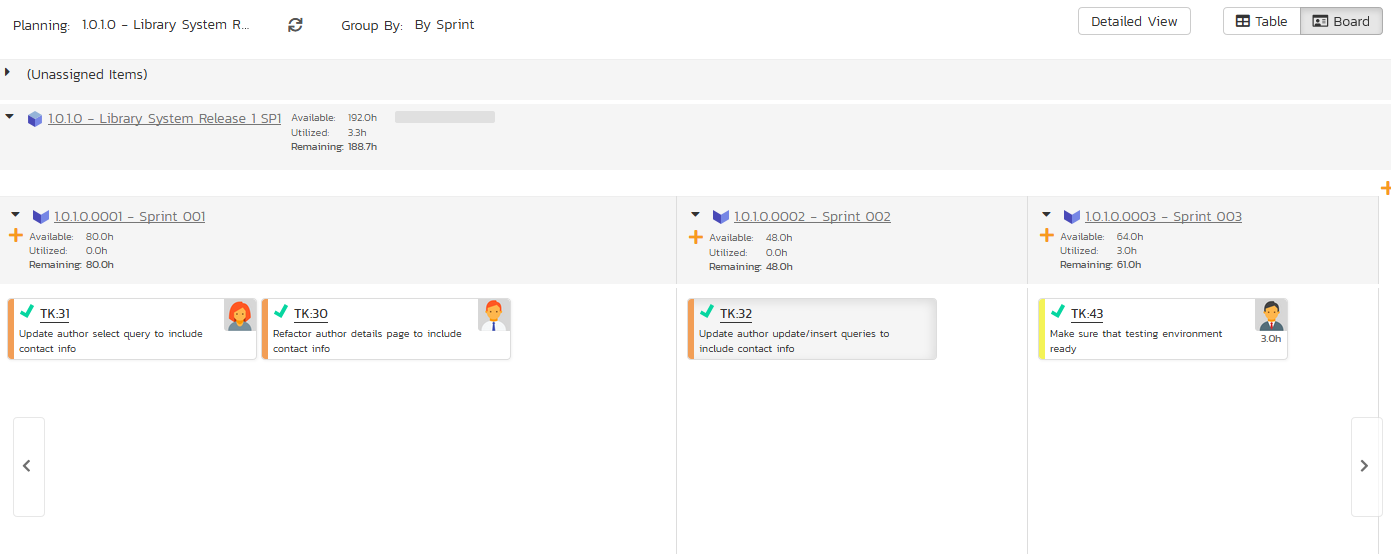 Planning: 1.0.1.0 - Library System R... Group By: By Sprint Detailed View Table Board
(Unassigned Items)
1.0.1.0 - Library System Release 1 SP1
Available: 192.0h
Utilized: 3.3h
Remaining: 188.7h
1.0.1.0.0001 - Sprint 001
Available: 80.0h
Utilized: 0.0h
Remaining: 80.0h
1.0.1.0.0002 - Sprint 002
Available: 48.0h
Utilized: 0.0h
Remaining: 48.0h
1.0.1.0.0003 - Sprint 003
Available: 64.0h
Utilized: 3.0h
Remaining: 61.0h
TK:31
Update author select query to include
contact info
TK:30
Refactor author details page to include
contact info
TK:32
Update author update/insert queries to
include contact info
TK:43
Make sure that testing environment
ready
3.0h